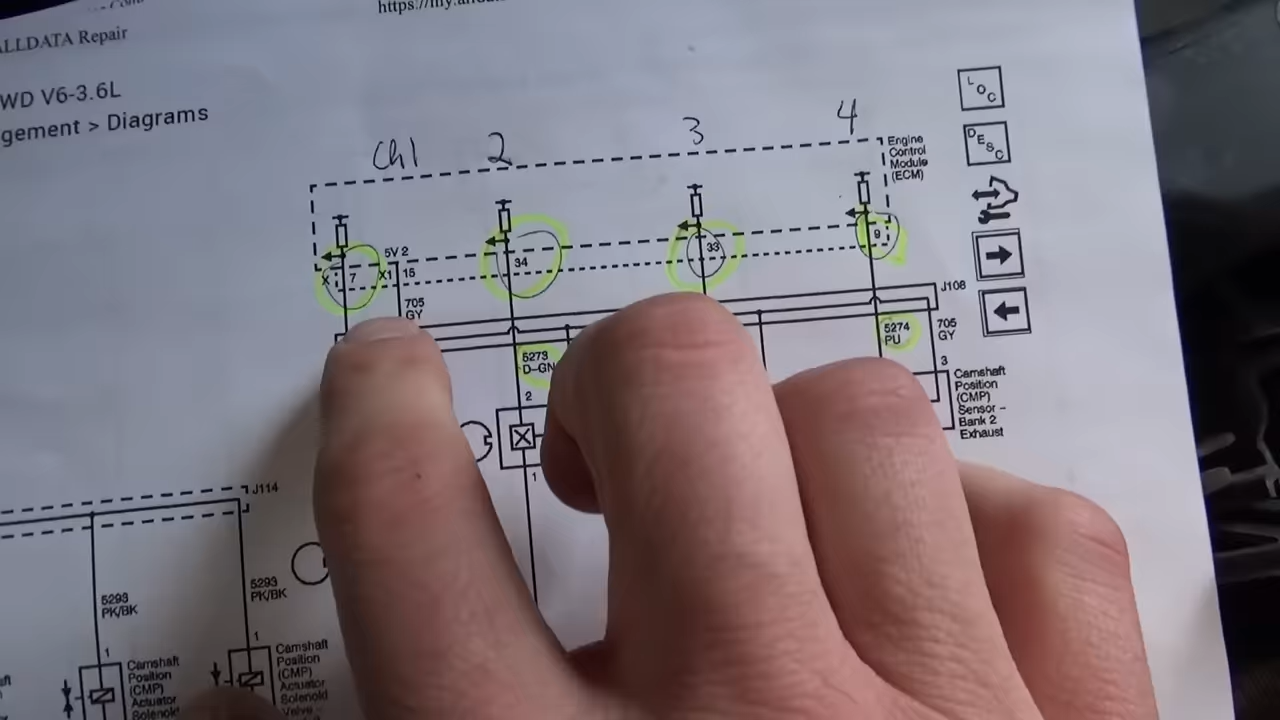 ALLDATA Repair
WD V6-3.6L
gement > Diagrams
Ch1
2
3
4
L
O
C
D
E
S
C
Engine
Control
Module
(ECM)
5V 2
X
7
X1
15
34
33
9
705
GY
J108
5273
D-GN
5274
PU
705
GY
2
1
3
Camshaft
Position
(CMP)
Sensor –
Bank 2
Exhaust
J114
5293
PK/BK
5293
PK/BK
1
Camshaft
Position
(CMP)
Actuator
Solenoid
1
Camshaft
Position
(CMP)
Actuator
Solenoid
Valve –